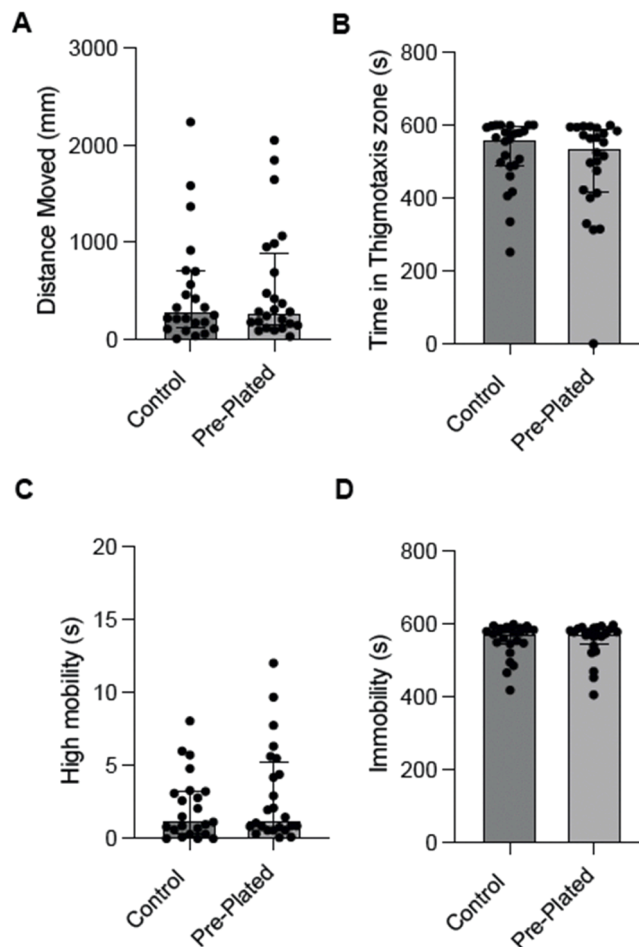 A
3000
2000
1000
0
Distance Moved (mm)
Control
Pre-Plated
B
800
600
400
200
0
Time in Thigmotaxis zone (s)
Control
Pre-Plated
C
20
15
10
5
0
High mobility (s)
Control
Pre-Plated
D
800
600
400
200
0
Immobility (s)
Control
Pre-Plated